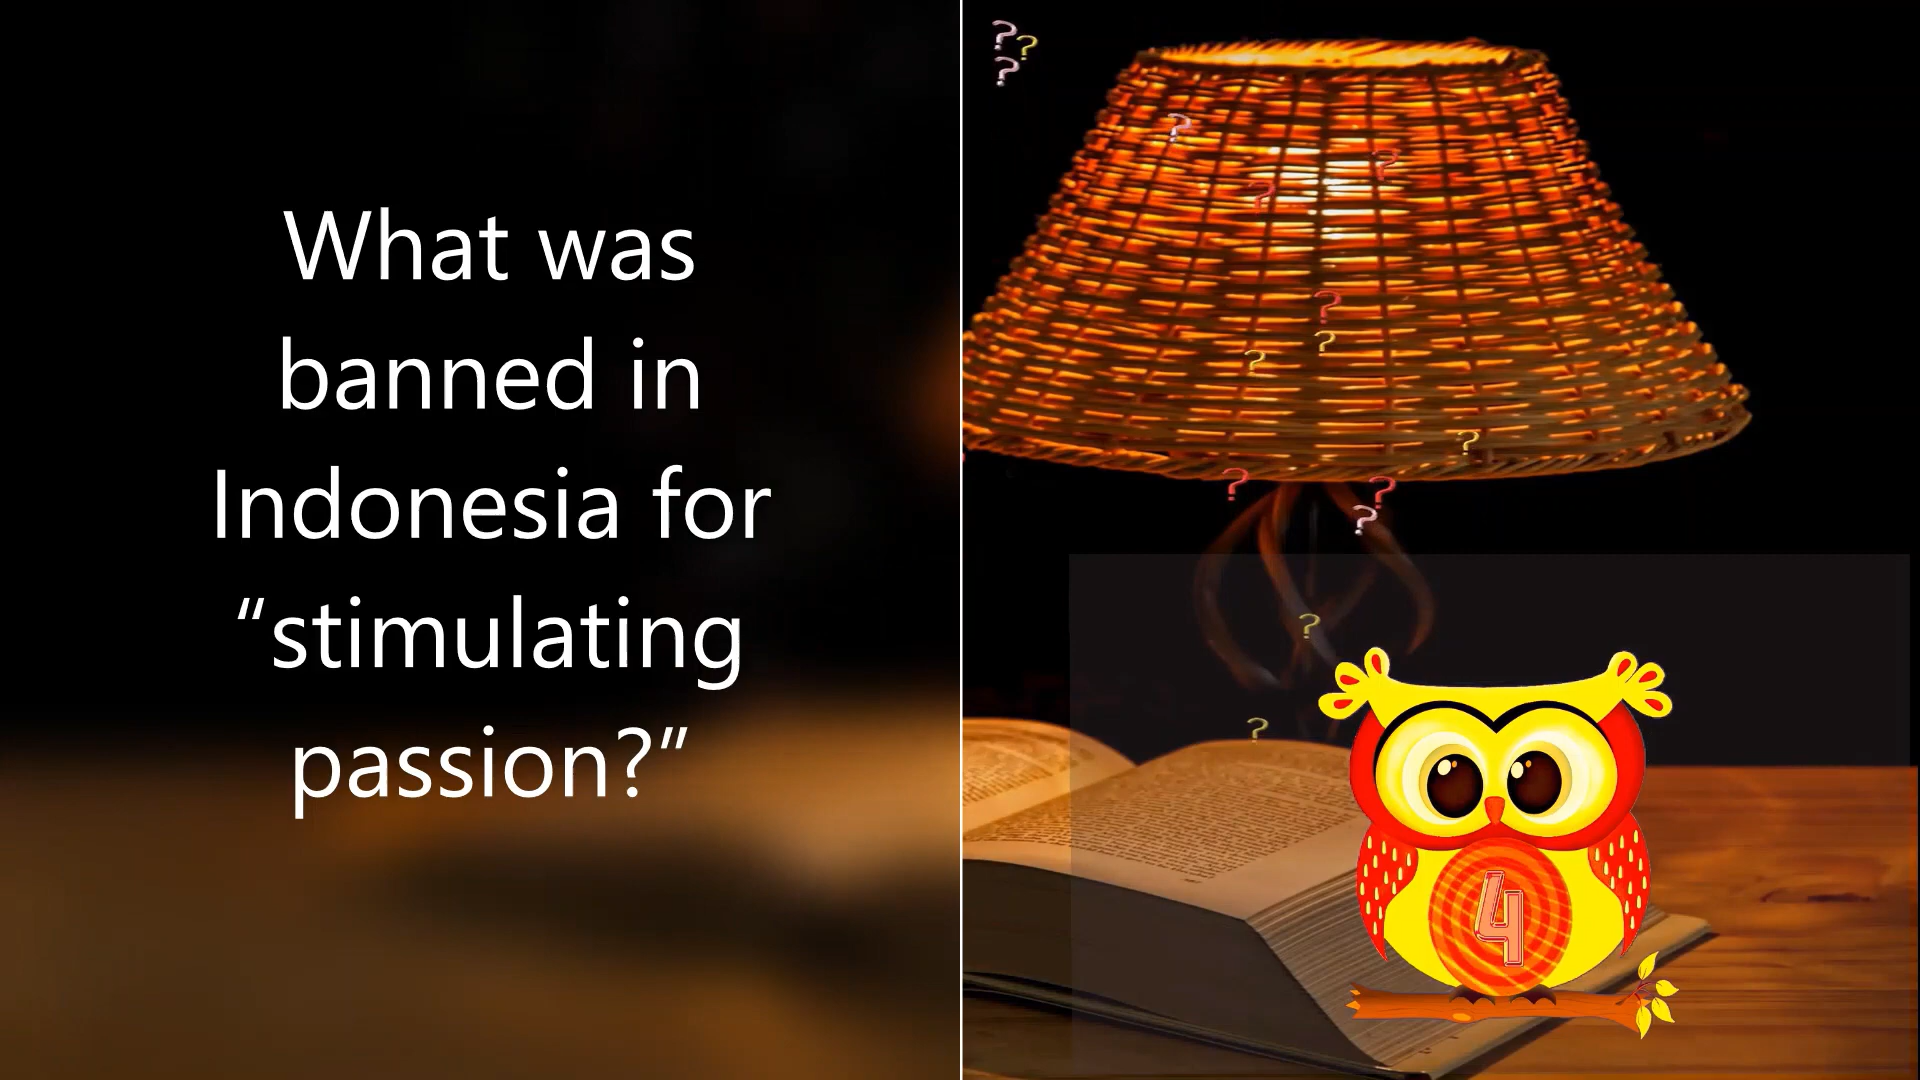 What was
banned in
Indonesia for
“stimulating
passion?”
4